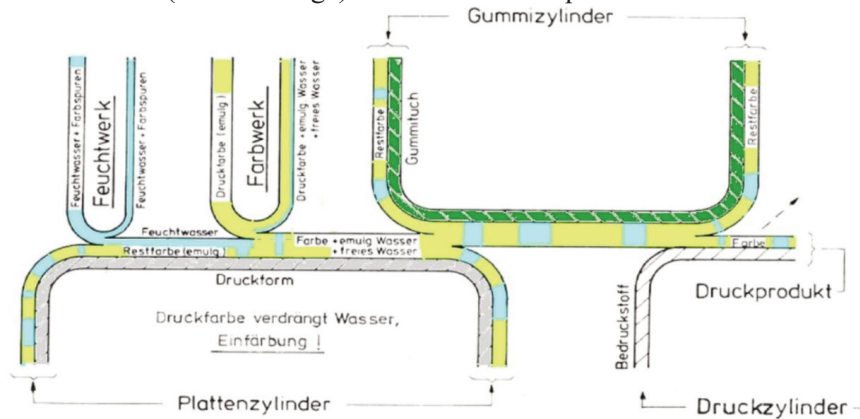 Gummizylinder
Feuchtwasser + Farbspuren
Feuchtwerk
Feuchtwasser + Farbspuren
Druckfarbe (emulg)
Farbwerk
Druckfarbe + emulg Wasser
+ freies Wasser
Restfarbe
Gummituch
Restfarbe
Feuchtwasser
Restfarbe (emulg)
Farbe + emulg Wasser
+ freies Wasser
Farbe
Druckform
Druckprodukt
Bedruckstoff
Druckfarbe verdrangt Wasser,
Einfärbung !
Plattenzylinder
Druckzylinder